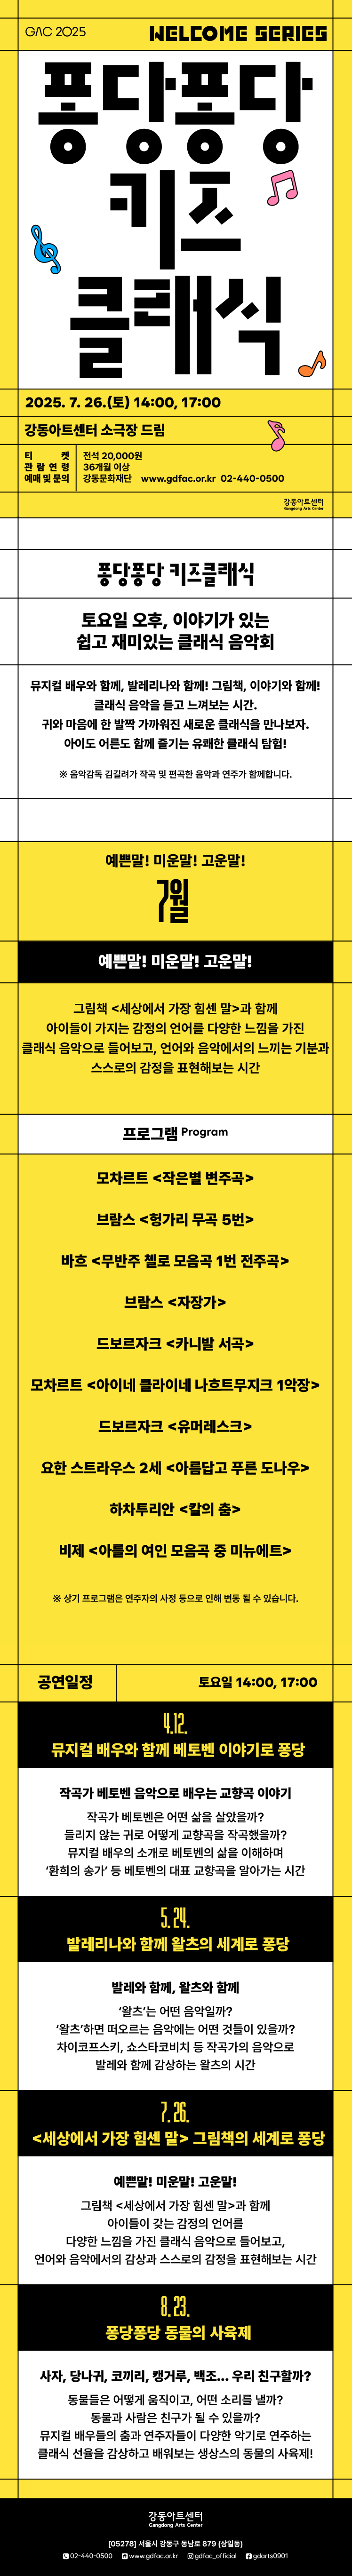 GAC 2025
WELCOME SERIES
퐁당퐁당
키즈
클래식
2025. 7. 26.(토) 14:00, 17:00
강동아트센터 소극장 드림
티 켓 전석 20,000원
관 람 연 령 36개월 이상
예매 및 문의 강동문화재단 www.gdfac.or.kr 02-440-0500
강동아트센터
Gangdong Arts Center
퐁당퐁당 키즈클래식
토요일 오후, 이야기가 있는
쉽고 재미있는 클래식 음악회
뮤지컬 배우와 함께, 발레리나와 함께! 그림책, 이야기와 함께!
클래식 음악을 듣고 느껴보는 시간.
귀와 마음에 한 발짝 가까워진 새로운 클래식을 만나보자.
아이도 어른도 함께 즐기는 유쾌한 클래식 탐험!
※ 음악감독 김길려가 작곡 및 편곡한 음악과 연주가 함께합니다.
예쁜말! 미운말! 고운말!
7월
예쁜말! 미운말! 고운말!
그림책 <세상에서 가장 힘센 말>과 함께
아이들이 가지는 감정의 언어를 다양한 느낌을 가진
클래식 음악으로 들어보고, 언어와 음악에서의 느끼는 기분과
스스로의 감정을 표현해보는 시간
프로그램 Program
모차르트 <작은별 변주곡>
브람스 <헝가리 무곡 5번>
바흐 <무반주 첼로 모음곡 1번 전주곡>
브람스 <자장가>
드보르자크 <카니발 서곡>
모차르트 <아이네 클라이네 나흐트무지크 1악장>
드보르자크 <유머레스크>
요한 스트라우스 2세 <아름답고 푸른 도나우>
하차투리안 <칼의 춤>
비제 <아를의 여인 모음곡 중 미뉴에트>
※ 상기 프로그램은 연주자의 사정 등으로 인해 변동 될 수 있습니다.
공연일정 토요일 14:00, 17:00
4.12.
뮤지컬 배우와 함께 베토벤 이야기로 퐁당
작곡가 베토벤 음악으로 배우는 교향곡 이야기
작곡가 베토벤은 어떤 삶을 살았을까?
들리지 않는 귀로 어떻게 교향곡을 작곡했을까?
뮤지컬 배우의 소개로 베토벤의 삶을 이해하며
‘환희의 송가’ 등 베토벤의 대표 교향곡을 알아가는 시간
5.24.
발레리나와 함께 왈츠의 세계로 퐁당
발레와 함께, 왈츠와 함께
‘왈츠’는 어떤 음악일까?
‘왈츠’하면 떠오르는 음악에는 어떤 것들이 있을까?
차이코프스키, 쇼스타코비치 등 작곡가의 음악으로
발레와 함께 감상하는 왈츠의 시간
7.26.
<세상에서 가장 힘센 말> 그림책의 세계로 퐁당
예쁜말! 미운말! 고운말!
그림책 <세상에서 가장 힘센 말>과 함께
아이들이 갖는 감정의 언어를
다양한 느낌을 가진 클래식 음악으로 들어보고,
언어와 음악에서의 감상과 스스로의 감정을 표현해보는 시간
8.23.
퐁당퐁당 동물의 사육제
사자, 당나귀, 코끼리, 캥거루, 백조... 우리 친구할까?
동물들은 어떻게 움직이고, 어떤 소리를 낼까?
동물과 사람은 친구가 될 수 있을까?
뮤지컬 배우들의 춤과 연주자들이 다양한 악기로 연주하는
클래식 선율을 감상하고 배워보는 생상스의 동물의 사육제!
강동아트센터
Gangdong Arts Center
[05278] 서울시 강동구 동남로 879 (상일동)
02-440-0500 www.gdfac.or.kr gdfac_official gdarts0901